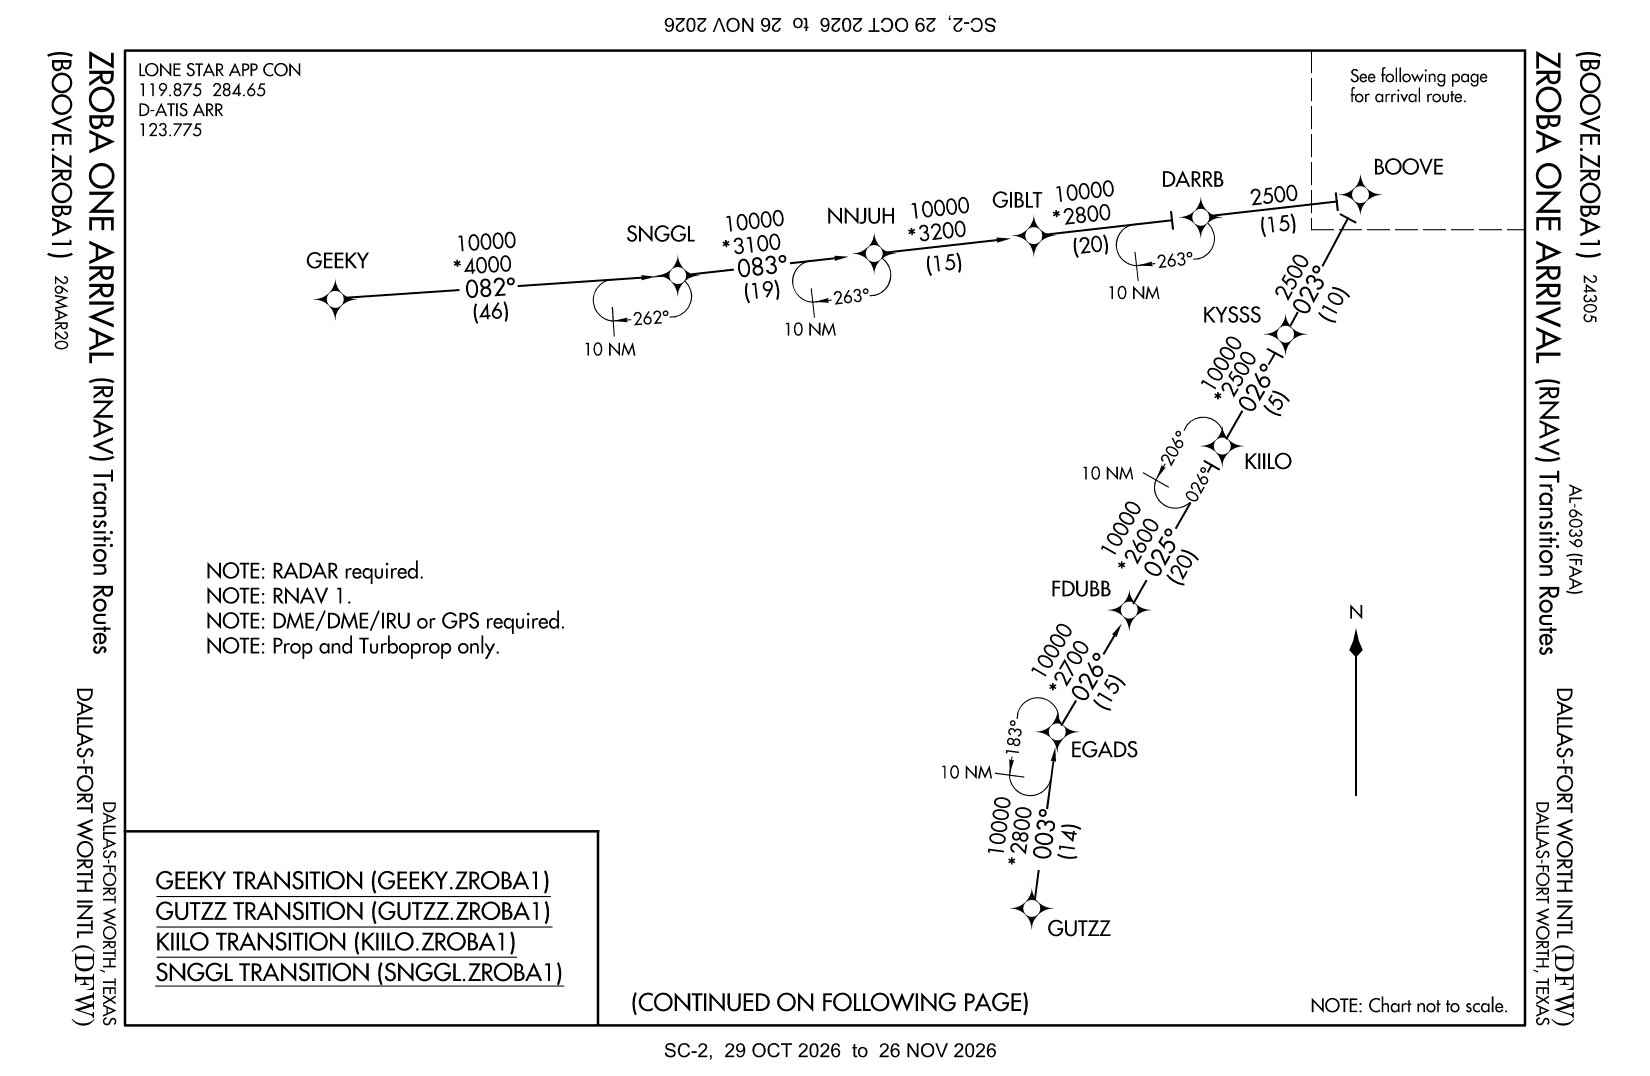 SC-2, 29 OCT 2026 to 26 NOV 2026
(BOOVE.ZROBA1) 26MAR20
ZROBA ONE ARRIVAL (RNAV) Transition Routes
DALLAS-FORT WORTH INTL (DFW)
DALLAS-FORT WORTH, TEXAS
LONE STAR APP CON
119.875 284.65
D-ATIS ARR
123.775
See following page
for arrival route.
BOOVE
DARRB
2500
(15)
GIBLT
10000
*2800
(20)
263°
10 NM
NNJUH
10000
*3200
(15)
263°
10 NM
SNGGL
10000
*3100
083°
(19)
262°
10 NM
GEEKY
10000
*4000
082°
(46)
2500
023°
(10)
KYSSS
10000
*2500
026°
(5)
KIILO
206°
026°
10 NM
10000
*2600
025°
(20)
FDUBB
10000
*2700
026°
(15)
EGADS
183°
10 NM
10000
*2800
003°
(14)
GUTZZ
N
NOTE: RADAR required.
NOTE: RNAV 1.
NOTE: DME/DME/IRU or GPS required.
NOTE: Prop and Turboprop only.
GEEKY TRANSITION (GEEKY.ZROBA1)
GUTZZ TRANSITION (GUTZZ.ZROBA1)
KIILO TRANSITION (KIILO.ZROBA1)
SNGGL TRANSITION (SNGGL.ZROBA1)
(CONTINUED ON FOLLOWING PAGE)
NOTE: Chart not to scale.
(BOOVE.ZROBA1) 24305
ZROBA ONE ARRIVAL (RNAV) Transition Routes
AL-6039 (FAA)
DALLAS-FORT WORTH INTL (DFW)
DALLAS-FORT WORTH, TEXAS
SC-2, 29 OCT 2026 to 26 NOV 2026